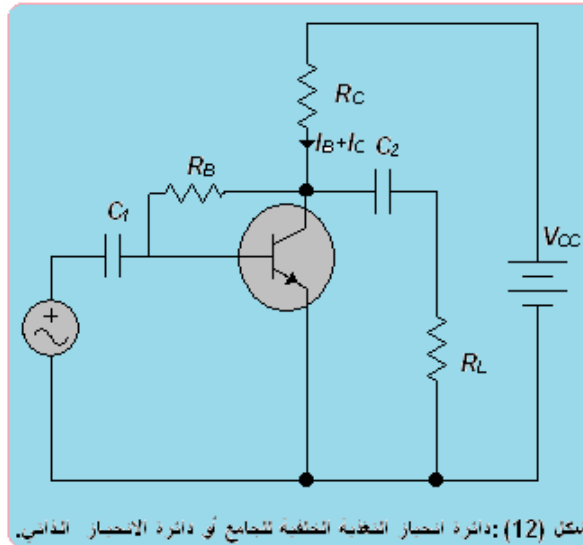 RC
IB+IC
C2
RB
C1
VCC
RL
شكل (12) :دائرة انحياز التغذية الخلفية للجامع أو دائرة الانحياز الذاتي.